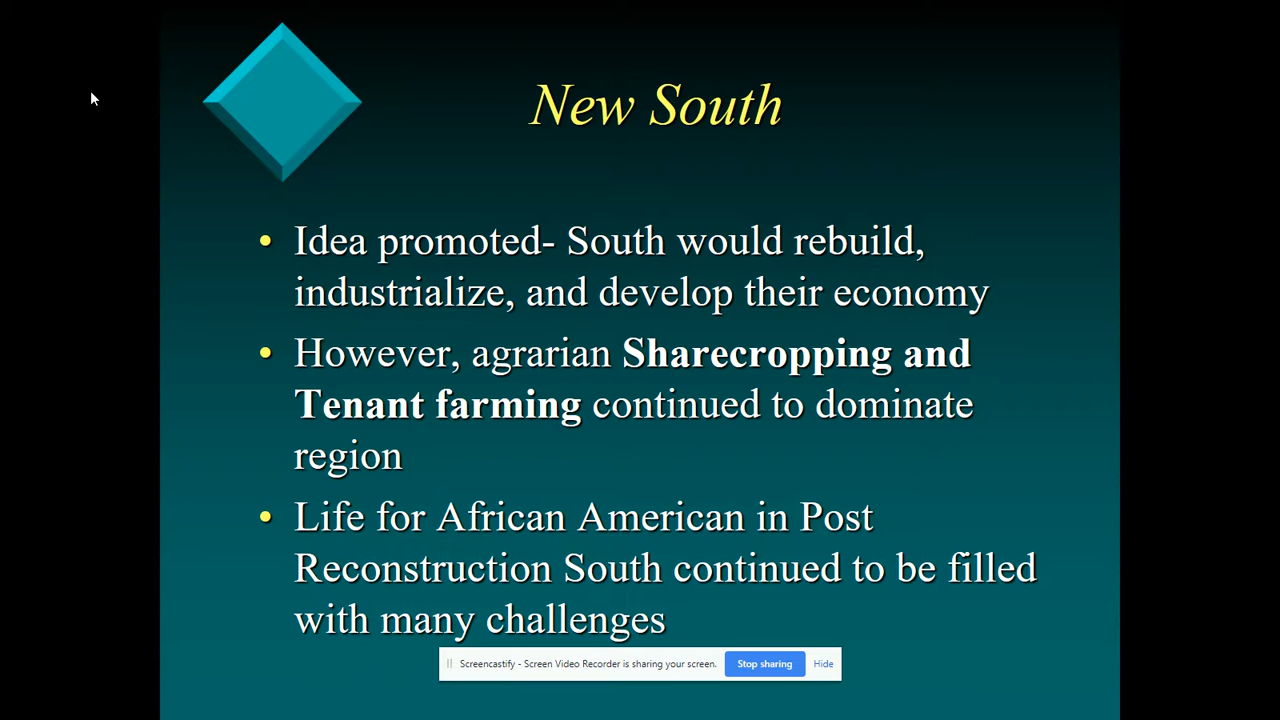 New South
• Idea promoted- South would rebuild,
industrialize, and develop their economy
• However, agrarian Sharecropping and
Tenant farming continued to dominate
region
• Life for African American in Post
Reconstruction South continued to be filled
with many challenges
Screencastify - Screen Video Recorder is sharing your screen. Stop sharing Hide